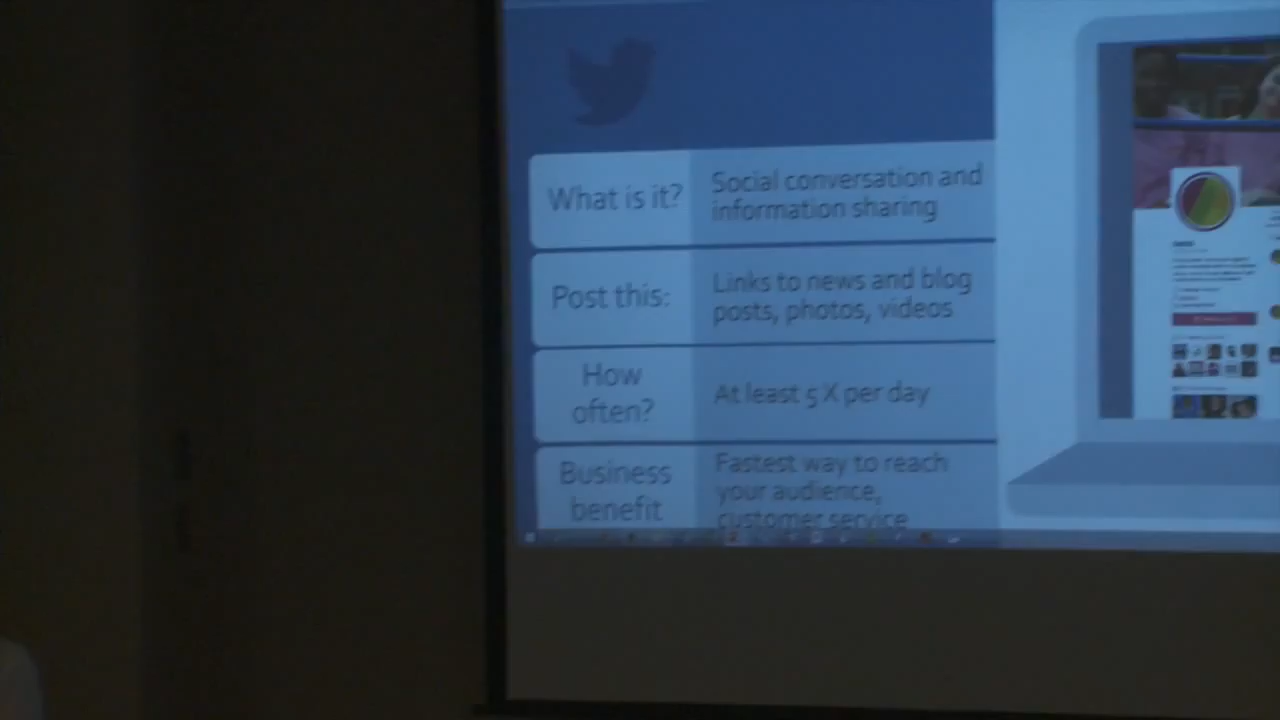 What is it?
Social conversation and
information sharing
Post this:
Links to news and blog
posts, photos, videos
How
often?
At least 5 X per day
Business
benefit
Fastest way to reach
your audience,
customer service